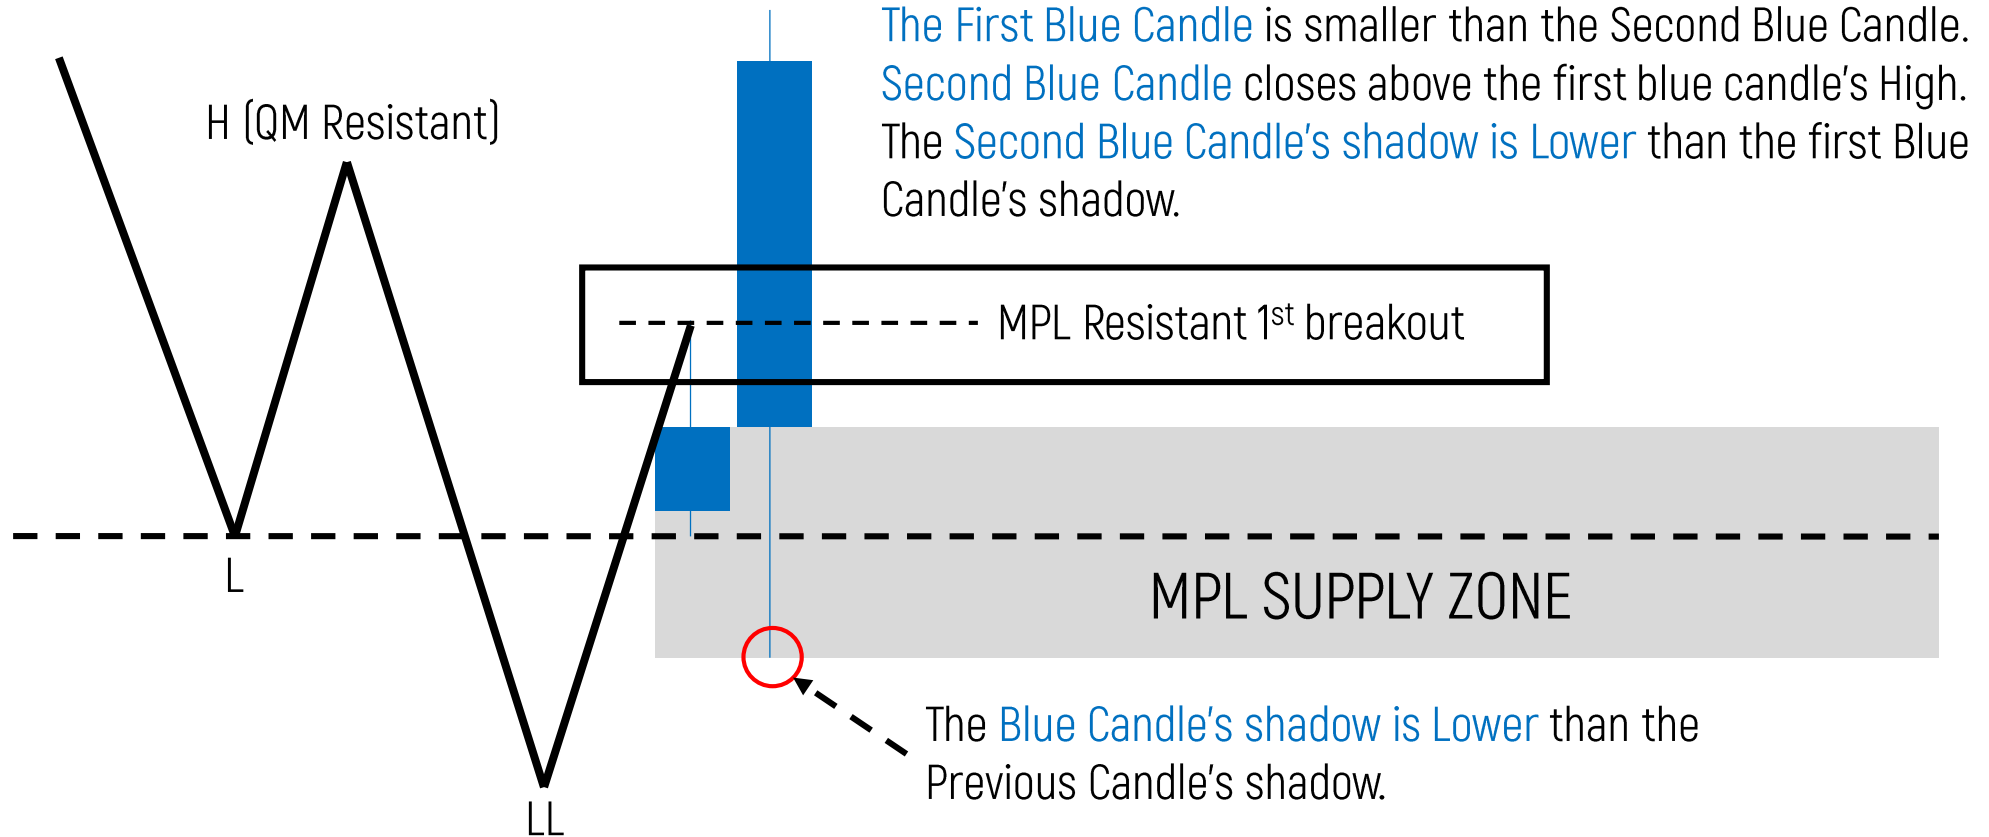 The First Blue Candle is smaller than the Second Blue Candle.
Second Blue Candle closes above the first blue candle's High.
The Second Blue Candle's shadow is Lower than the first Blue
Candle's shadow.
H (QM Resistant)
MPL Resistant 1st breakout
L
MPL SUPPLY ZONE
The Blue Candle's shadow is Lower than the
Previous Candle's shadow.
LL